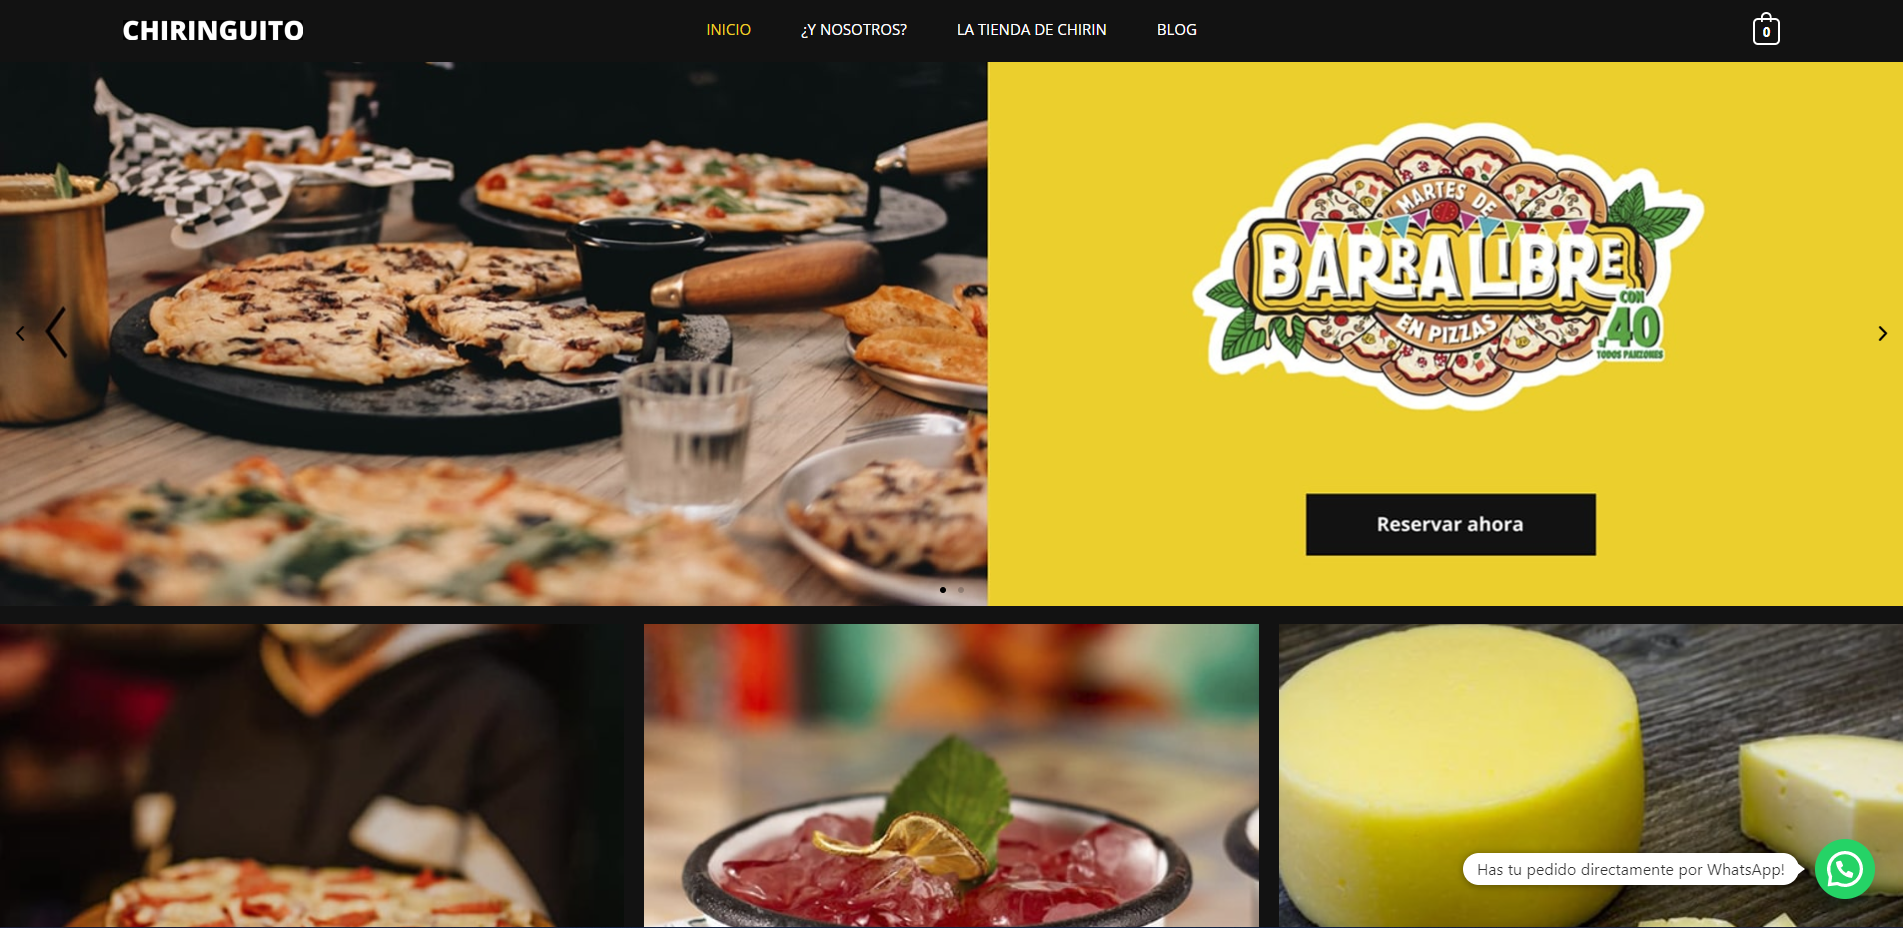 CHIRINGUITO
INICIO
¿Y NOSOTROS?
LA TIENDA DE CHIRIN
BLOG
0
MARTES DE
BARRA LIBRE
EN PIZZAS
CON
S/40
TODOS PANZONES
Reservar ahora
Has tu pedido directamente por WhatsApp!